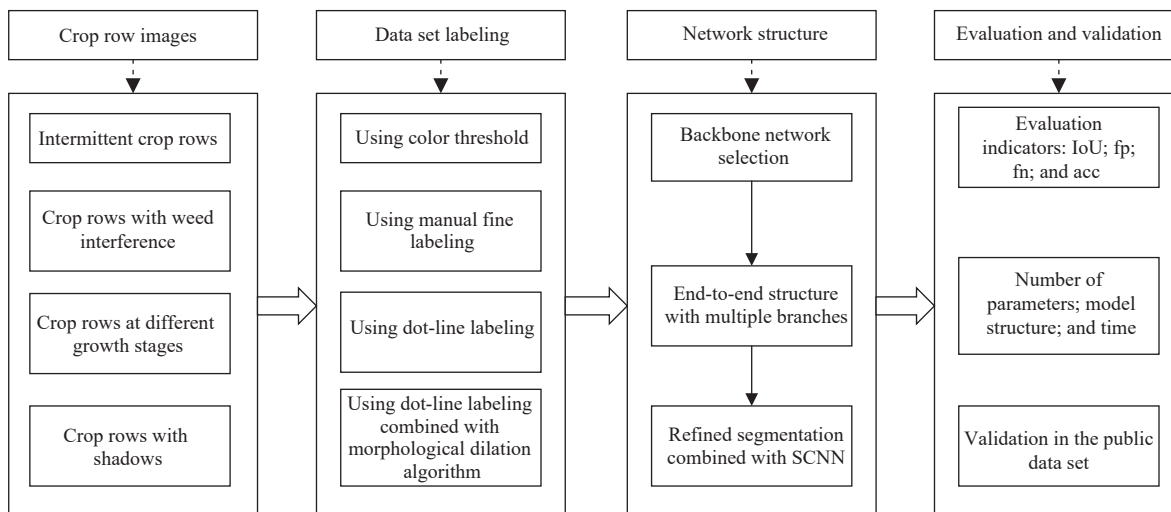 Crop row images
Data set labeling
Network structure
Evaluation and validation
Intermittent crop rows
Crop rows with weed
interference
Crop rows at different
growth stages
Crop rows with
shadows
Using color threshold
Using manual fine
labeling
Using dot-line labeling
Using dot-line labeling
combined with
morphological dilation
algorithm
Backbone network
selection
End-to-end structure
with multiple branches
Refined segmentation
combined with SCNN
Evaluation
indicators: IoU; fp;
fn; and acc
Number of
parameters; model
structure; and time
Validation in the public
data set